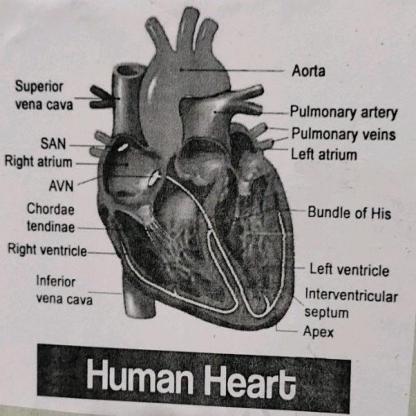 Aorta
Superior
vena cava
Pulmonary artery
Pulmonary veins
SAN
Left atrium
Right atrium
AVN
Chordae
tendinae
Bundle of His
Right ventricle
Left ventricle
Inferior
vena cava
Interventricular
septum
Apex
Human Heart